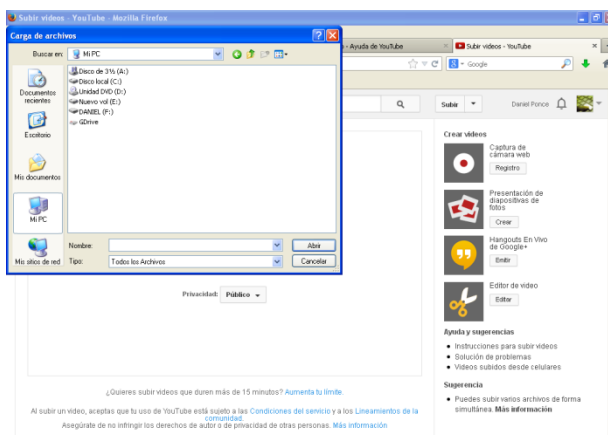 Subir videos - YouTube - Mozilla Firefox
Carga de archivos
- Ayuda de YouTube
Subir videos - YouTube
Google
Buscar en:
Mi PC
Disco de 3½ (A:)
Disco local (C:)
Unidad DVD (D:)
Nuevo vol (E:)
DANIEL (F:)
GDrive
Documentos recientes
Escritorio
Mis documentos
Mi PC
Mis sitios de red
Nombre:
Abrir
Tipo:
Todos los Archivos
Cancelar
Subir
Daniel Ponce
Crear videos
Captura de
cámara web
Registro
Presentación de
diapositivas de
fotos
Crear
Hangouts En Vivo
de Google+
Emitir
Editor de video
Editar
Privacidad:
Público
Ayuda y sugerencias
Instrucciones para subir videos
Solución de problemas
Videos subidos desde celulares
Sugerencia
Puedes subir varios archivos de forma
simultánea. Más información
¿Quieres subir videos que duren más de 15 minutos? Aumenta tu límite.
Al subir un video, aceptas que tu uso de YouTube está sujeto a las Condiciones del servicio y a los Lineamientos de la
comunidad.
Asegúrate de no infringir los derechos de autor o de privacidad de otras personas. Más información